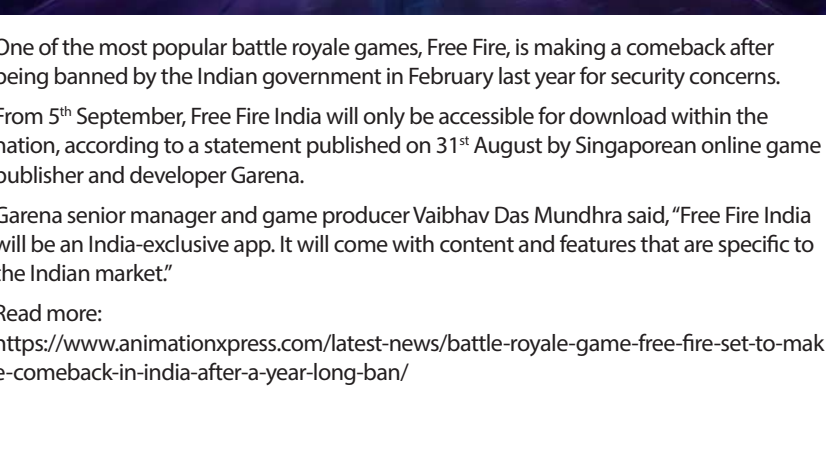 One of the most popular battle royale games, Free Fire, is making a comeback after
being banned by the Indian government in February last year for security concerns.
From 5th September, Free Fire India will only be accessible for download within the
nation, according to a statement published on 31st August by Singaporean online game
publisher and developer Garena.
Garena senior manager and game producer Vaibhav Das Mundhra said, “Free Fire India
will be an India-exclusive app. It will come with content and features that are specific to
the Indian market.”
Read more:
https://www.animationxpress.com/latest-news/battle-royale-game-free-fire-set-to-mak
e-comeback-in-india-after-a-year-long-ban/